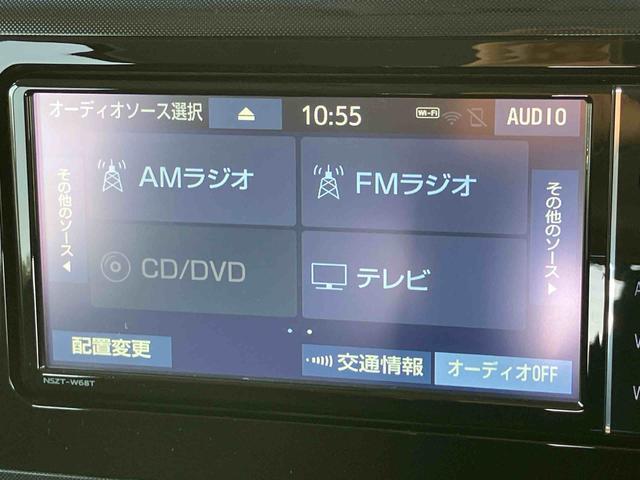 オーディオソース選択
10:55
Wi-Fi
AUDIO
その他のソース
AMラジオ
FMラジオ
その他のソース
CD/DVD
テレビ
配置変更
交通情報
オーディオOFF
NSZT-W68T